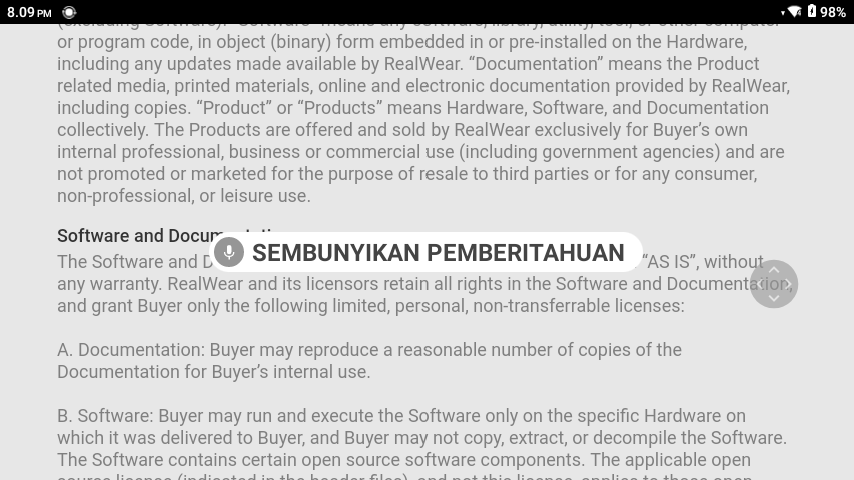 8.09 PM
98%
or program code, in object (binary) form embedded in or pre-installed on the Hardware,
including any updates made available by RealWear. “Documentation” means the Product
related media, printed materials, online and electronic documentation provided by RealWear,
including copies. “Product” or “Products” means Hardware, Software, and Documentation
collectively. The Products are offered and sold by RealWear exclusively for Buyer’s own
internal professional, business or commercial use (including government agencies) and are
not promoted or marketed for the purpose of resale to third parties or for any consumer,
non-professional, or leisure use.
Software and
SEMBUNYIKAN PEMBERITAHUAN
The Software and “AS IS”, without
any warranty. RealWear and its licensors retain all rights in the Software and Documentation,
and grant Buyer only the following limited, personal, non-transferrable licenses:
A. Documentation: Buyer may reproduce a reasonable number of copies of the
Documentation for Buyer’s internal use.
B. Software: Buyer may run and execute the Software only on the specific Hardware on
which it was delivered to Buyer, and Buyer may not copy, extract, or decompile the Software.
The Software contains certain open source software components. The applicable open